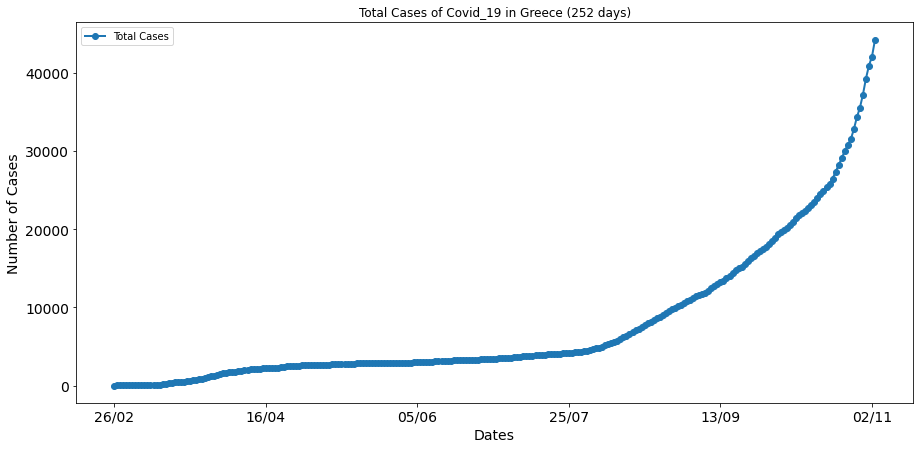 Total Cases of Covid_19 in Greece (252 days)
Total Cases
Number of Cases
40000
30000
20000
10000
0
26/02 16/04 05/06 25/07 13/09 02/11
Dates